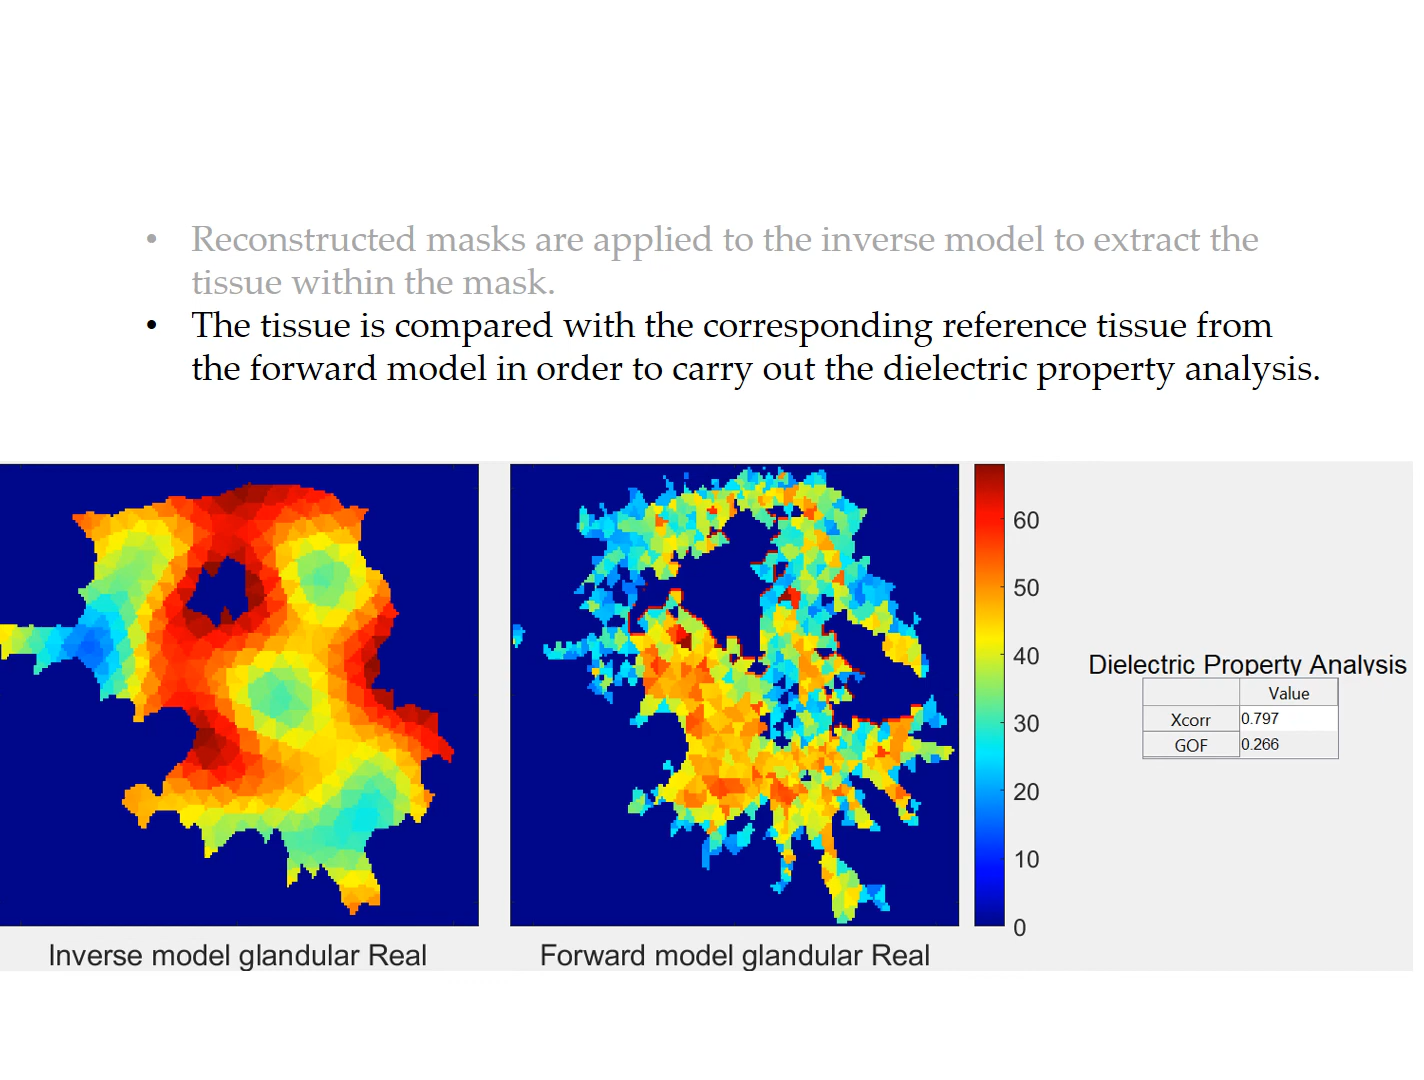 • Reconstructed masks are applied to the inverse model to extract the
tissue within the mask.
• The tissue is compared with the corresponding reference tissue from
the forward model in order to carry out the dielectric property analysis.
60
50
40
30
20
10
0
Inverse model glandular Real
Forward model glandular Real
Dielectric Property Analysis
Value
Xcorr 0.797
GOF 0.266